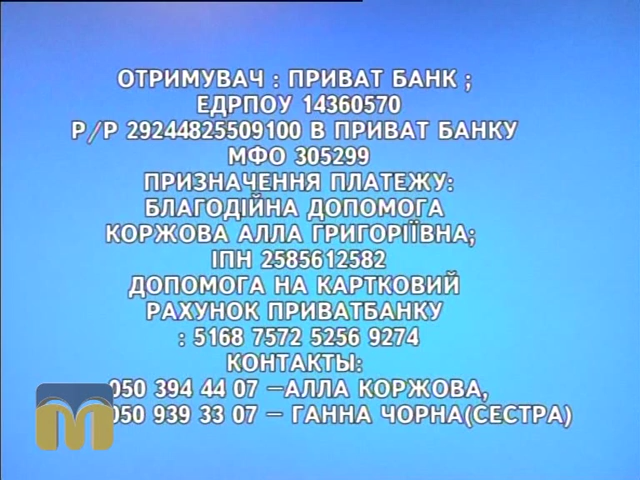 ОТРИМУВАЧ : ПРИВАТ БАНК ;
ЕДРПОУ 14360570
Р/Р 29244825509100 В ПРИВАТ БАНКУ
МФО 305299
ПРИЗНАЧЕННЯ ПЛАТЕЖУ:
БЛАГОДІЙНА ДОПОМОГА
КОРЖОВА АЛЛА ГРИГОРІЇВНА;
ІПН 2585612582
ДОПОМОГА НА КАРТКОВИЙ
РАХУНОК ПРИВАТБАНКУ
: 5168 7572 5256 9274
КОНТАКТЫ:
050 394 44 07 –АЛЛА КОРЖОВА,
050 939 33 07 – ГАННА ЧОРНА(СЕСТРА)